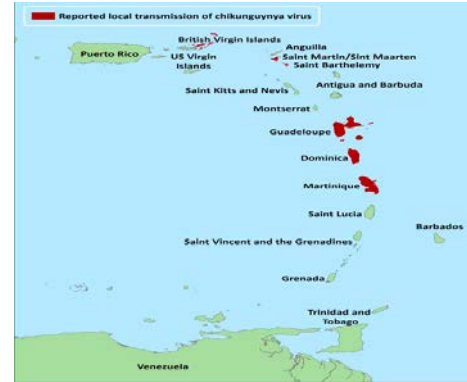 Reported local transmission of chikungunya virus
British Virgin Islands
Puerto Rico
US Virgin
Islands
Anguilla
Saint Martin/Sint Maarten
Saint Barthelemy
Saint Kitts and Nevis
Antigua and Barbuda
Montserrat
Guadeloupe
Dominica
Martinique
Saint Lucia
Barbados
Saint Vincent and the Grenadines
Grenada
Trinidad and
Tobago
Venezuela